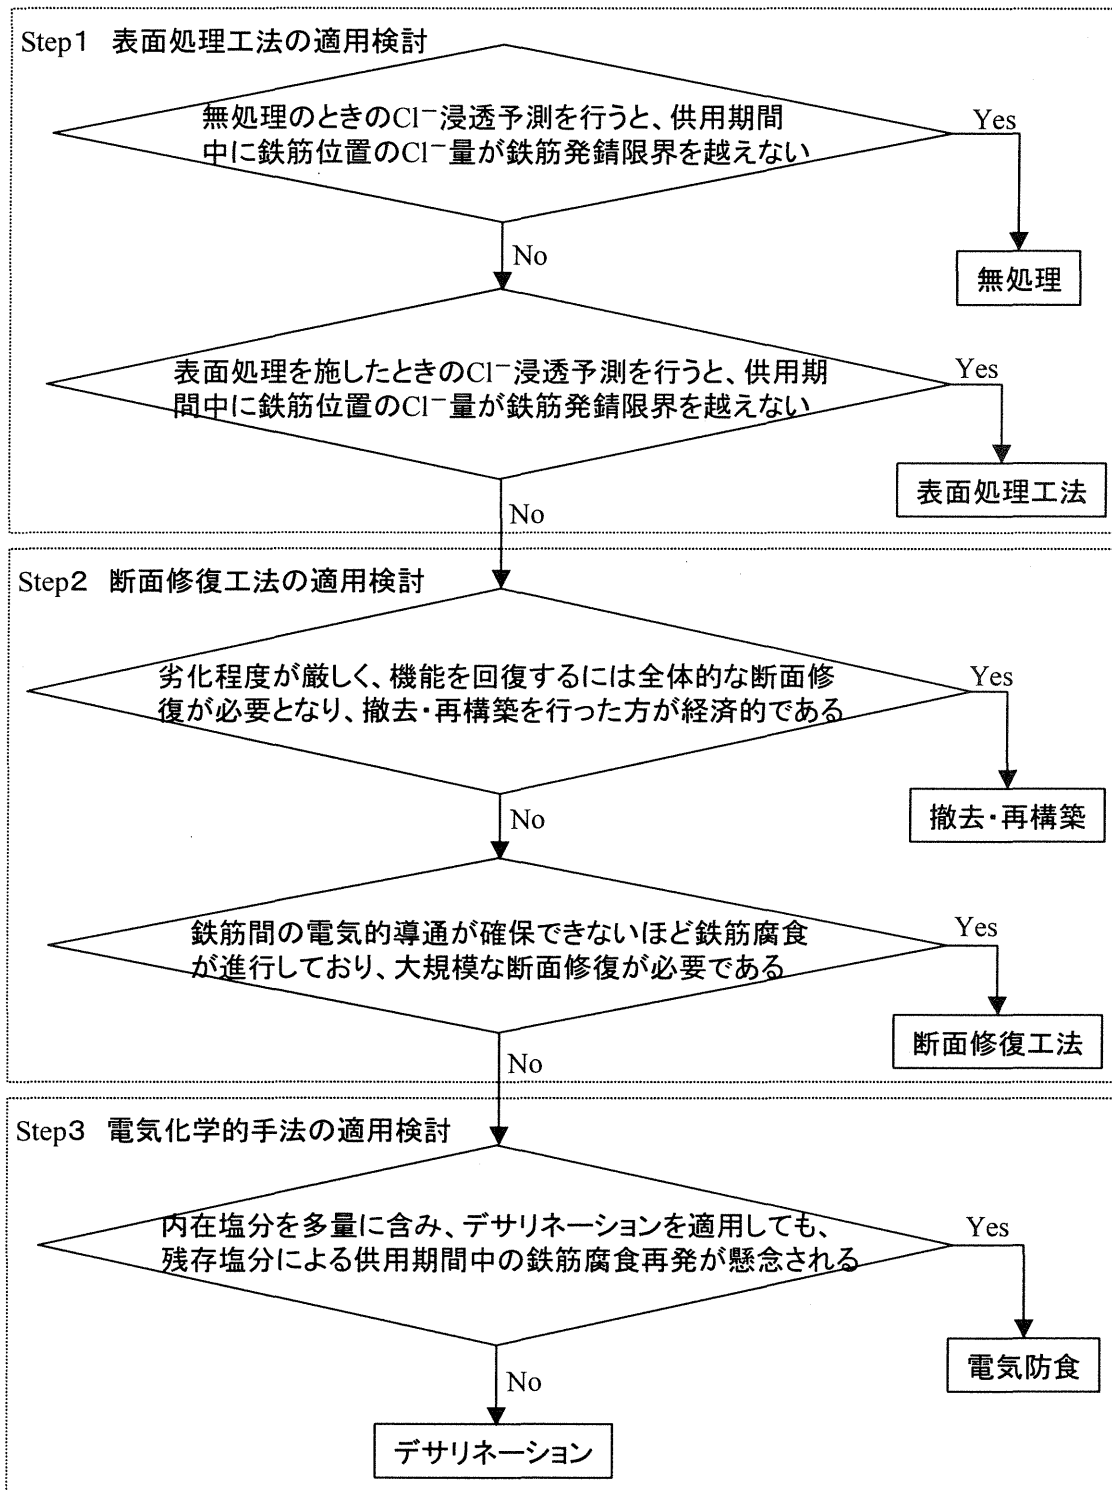 Step1 表面処理工法の適用検討
無処理のときのCl⁻浸透予測を行うと、供用期間
中に鉄筋位置のCl⁻量が鉄筋発錆限界を越えない
Yes
無処理
No
表面処理を施したときのCl⁻浸透予測を行うと、供用期
間中に鉄筋位置のCl⁻量が鉄筋発錆限界を越えない
Yes
表面処理工法
No
Step2 断面修復工法の適用検討
劣化程度が厳しく、機能を回復するには全体的な断面修
復が必要となり、撤去・再構築を行った方が経済的である
Yes
撤去・再構築
No
鉄筋間の電気的導通が確保できないほど鉄筋腐食
が進行しており、大規模な断面修復が必要である
Yes
断面修復工法
No
Step3 電気化学的手法の適用検討
内在塩分を多量に含み、デサリネーションを適用しても、
残存塩分による供用期間中の鉄筋腐食再発が懸念される
Yes
電気防食
No
デサリネーション